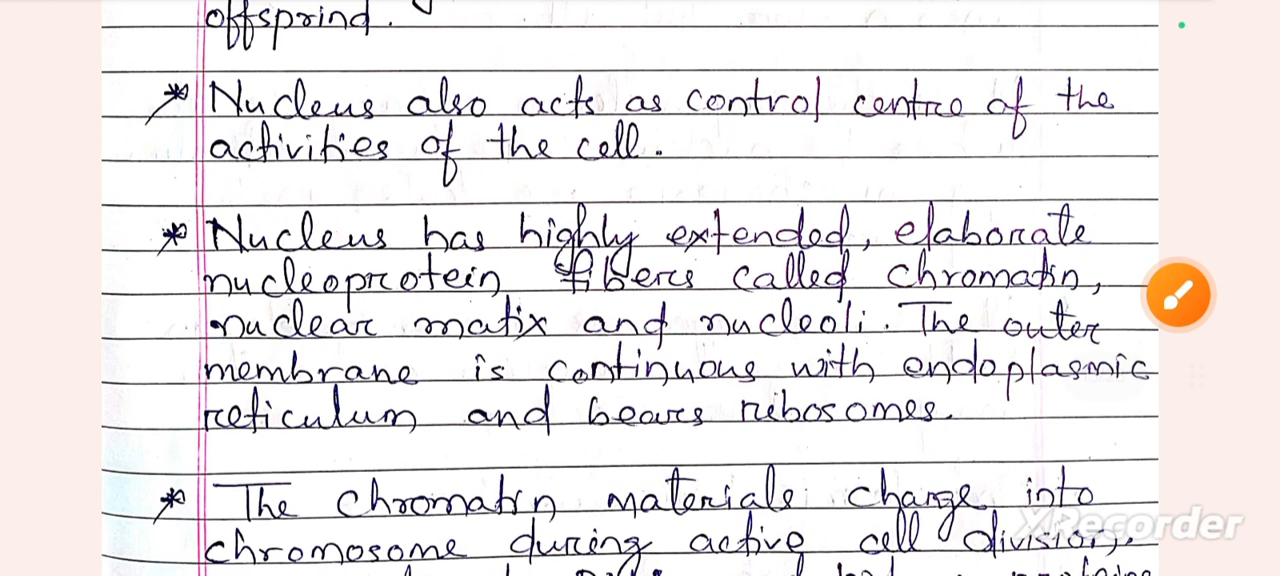 offsprind.
* Nucleus also acts as control centre of the
activities of the cell.
* Nucleus has highly extended, elaborate
nucleoprotein fibers called chromatin,
nuclear matix and nucleoli. The outer
membrane is continuous with endoplasmic
reticulum and bears ribosomes.
* The chromatin materials change into
chromosome during active cell division.
XRecorder